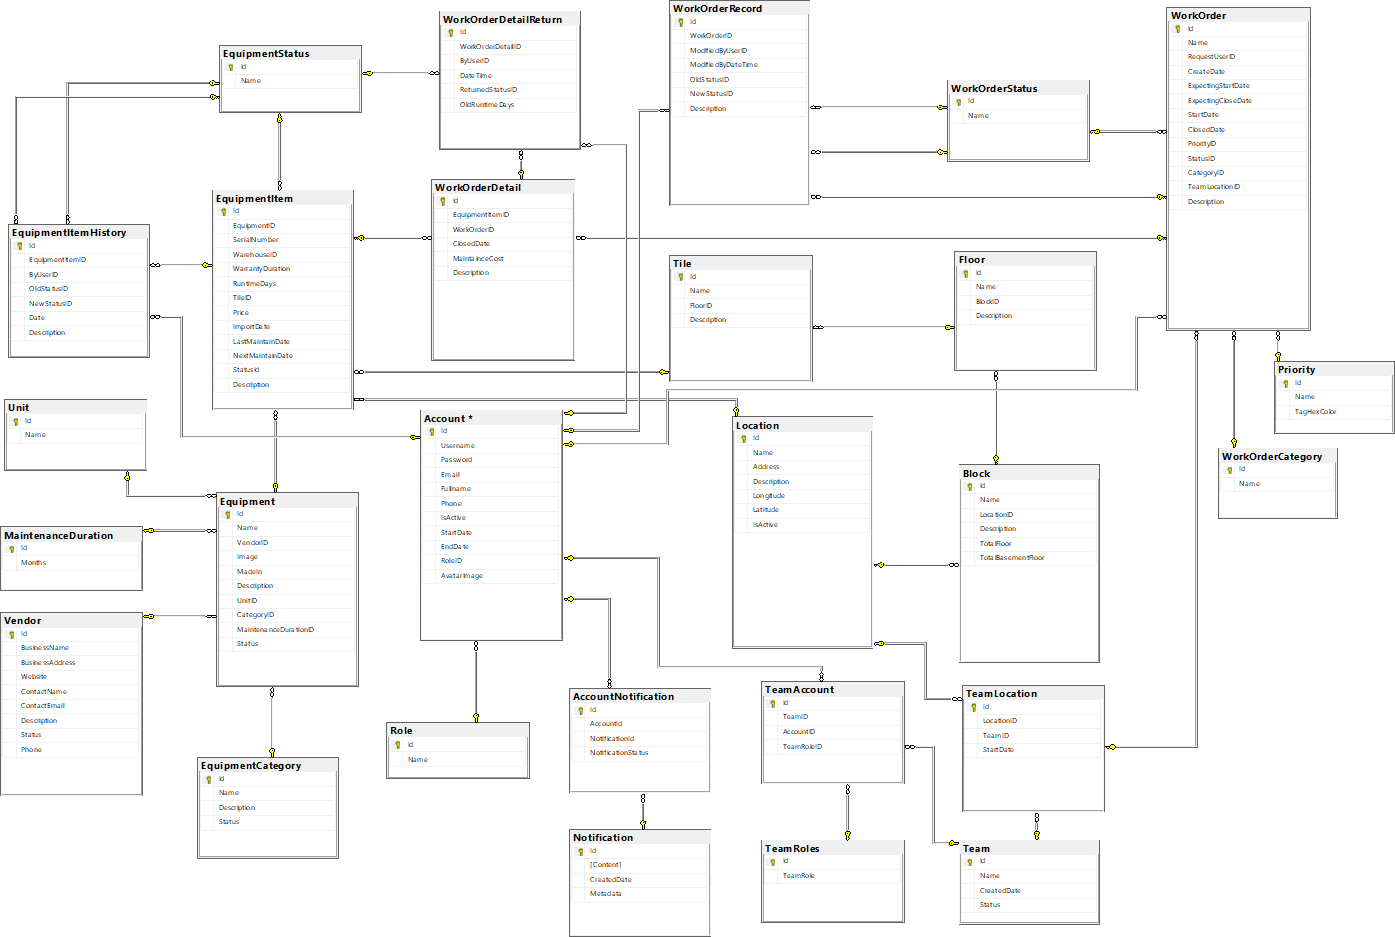 WorkOrderDetailReturn
Id
WorkOrderDetailID
ByUserID
DateTime
ReturnedStatusID
OldRuntimeDays
WorkOrderRecord
Id
WorkOrderID
ModifiedByUserID
ModifiedByDateTime
OldStatusID
NewStatusID
Description
WorkOrder
Id
Name
RequestUserID
CreateDate
ExpectingStartDate
ExpectingCloseDate
StartDate
ClosedDate
PriorityID
StatusID
CategoryID
TeamLocationID
Description
EquipmentStatus
Id
Name
WorkOrderStatus
Id
Name
EquipmentItem
Id
EquipmentID
SerialNumber
WarehouseID
WarrantyDuration
RuntimeDays
TileID
Price
ImportDate
LastMaintainDate
NextMaintainDate
StatusId
Description
WorkOrderDetail
Id
EquipmentItemID
WorkOrderID
ClosedDate
MaintainceCost
Description
EquipmentItemHistory
Id
EquipmentItemID
ByUserID
OldStatusID
NewStatusID
Date
Description
Tile
Id
Name
FloorID
Description
Floor
Id
Name
BlockID
Description
Priority
Id
Name
TagHexColor
Unit
Id
Name
Account *
Id
Username
Password
Email
Fullname
Phone
IsActive
StartDate
EndDate
RoleID
AvatarImage
Location
Id
Name
Address
Description
Longitude
Latitude
IsActive
WorkOrderCategory
Id
Name
Block
Id
Name
LocationID
Description
TotalFloor
TotalBasementFloor
Equipment
Id
Name
VendorID
Image
MadeIn
Description
UnitID
CategoryID
MaintenanceDurationID
Status
MaintenanceDuration
Id
Months
Vendor
Id
BusinessName
BusinessAddress
Website
ContactName
ContactEmail
Description
Status
Phone
EquipmentCategory
Id
Name
Description
Status
Role
Id
Name
AccountNotification
Id
AccountId
NotificationId
NotificationStatus
TeamAccount
Id
TeamID
AccountID
TeamRoleID
TeamLocation
Id
LocationID
TeamID
StartDate
Notification
Id
[Content]
CreatedDate
Metadata
TeamRoles
Id
TeamRole
Team
Id
Name
CreatedDate
Status